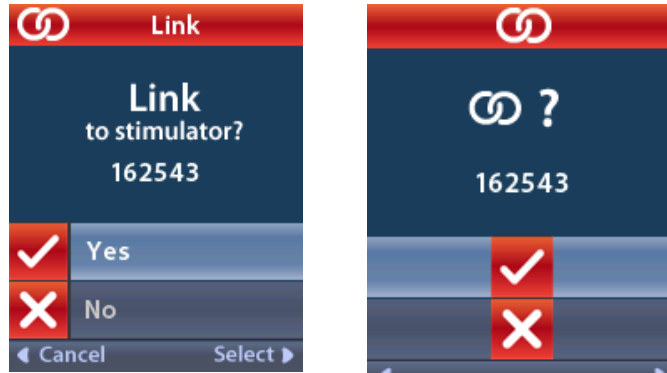 Link
Link
to stimulator?
162543
Yes
No
Cancel Select
?
162543